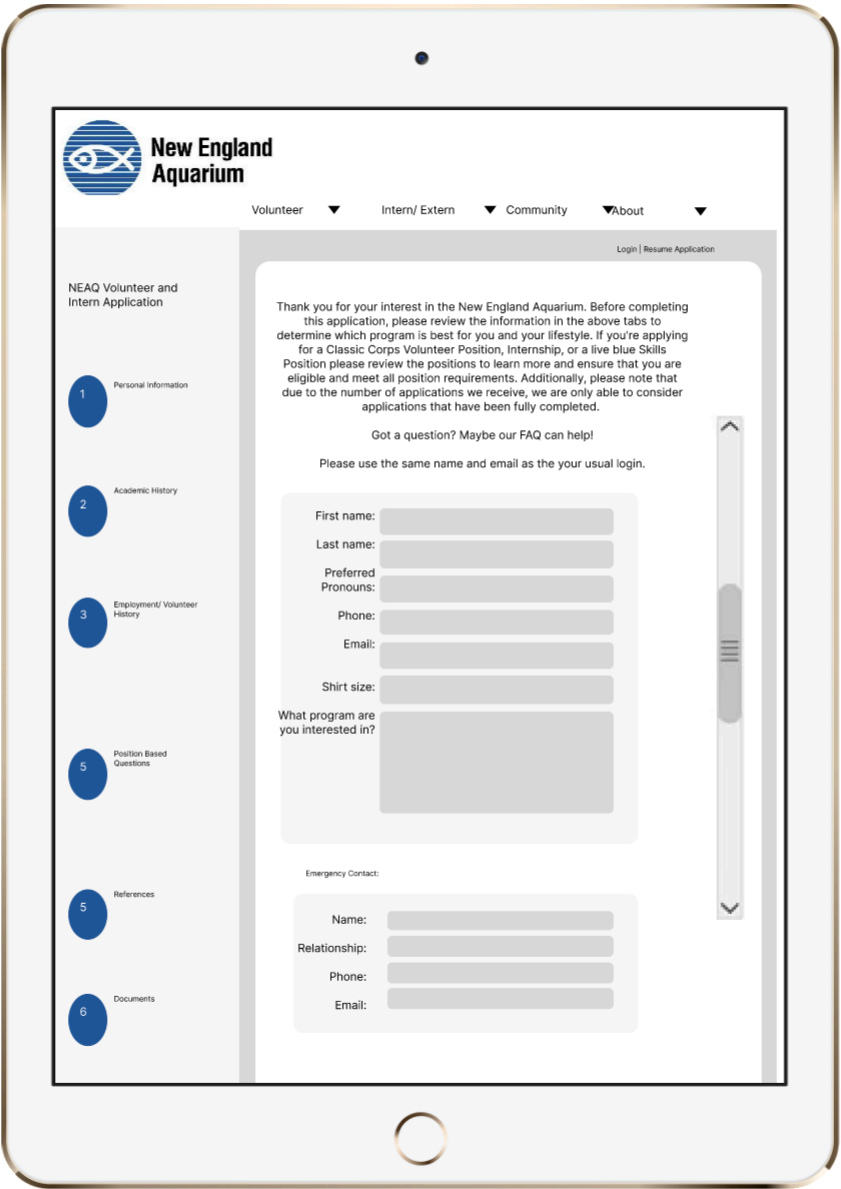 New England
Aquarium
Volunteer
Intern/ Extern
Community
About
Login | Resume Application
NEAQ Volunteer and
Intern Application
1
Personal Information
2
Academic History
3
Employment/ Volunteer
History
5
Position Based
Questions
5
References
6
Documents
Thank you for your interest in the New England Aquarium. Before completing
this application, please review the information in the above tabs to
determine which program is best for you and your lifestyle. If you're applying
for a Classic Corps Volunteer Position, Internship, or a live blue Skills
Position please review the positions to learn more and ensure that you are
eligible and meet all position requirements. Additionally, please note that
due to the number of applications we receive, we are only able to consider
applications that have been fully completed.
Got a question? Maybe our FAQ can help!
Please use the same name and email as the your usual login.
First name:
Last name:
Preferred
Pronouns:
Phone:
Email:
Shirt size:
What program are
you interested in?
Emergency Contact:
Name:
Relationship:
Phone:
Email: